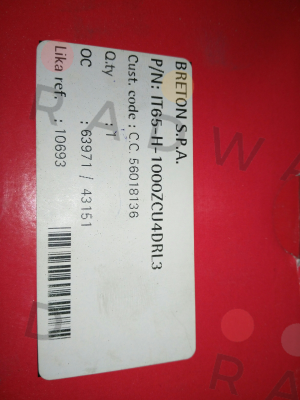 BRETON S.P.A.
P/N: IT65-H-1000ZCU4DRL3
Cust. code : C.C. 56018136
Q.ty : 1
OC : 63971 / 43151
Lika ref. : 10693